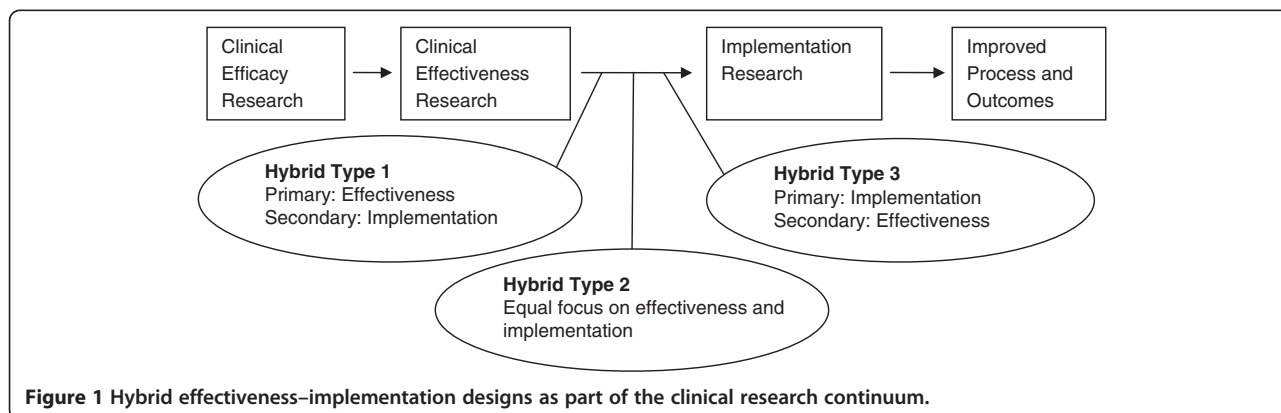 Clinical
Efficacy
Research
Clinical
Effectiveness
Research
Implementation
Research
Improved
Process and
Outcomes
Hybrid Type 1
Primary: Effectiveness
Secondary: Implementation
Hybrid Type 3
Primary: Implementation
Secondary: Effectiveness
Hybrid Type 2
Equal focus on effectiveness and
implementation
Figure 1 Hybrid effectiveness–implementation designs as part of the clinical research continuum.